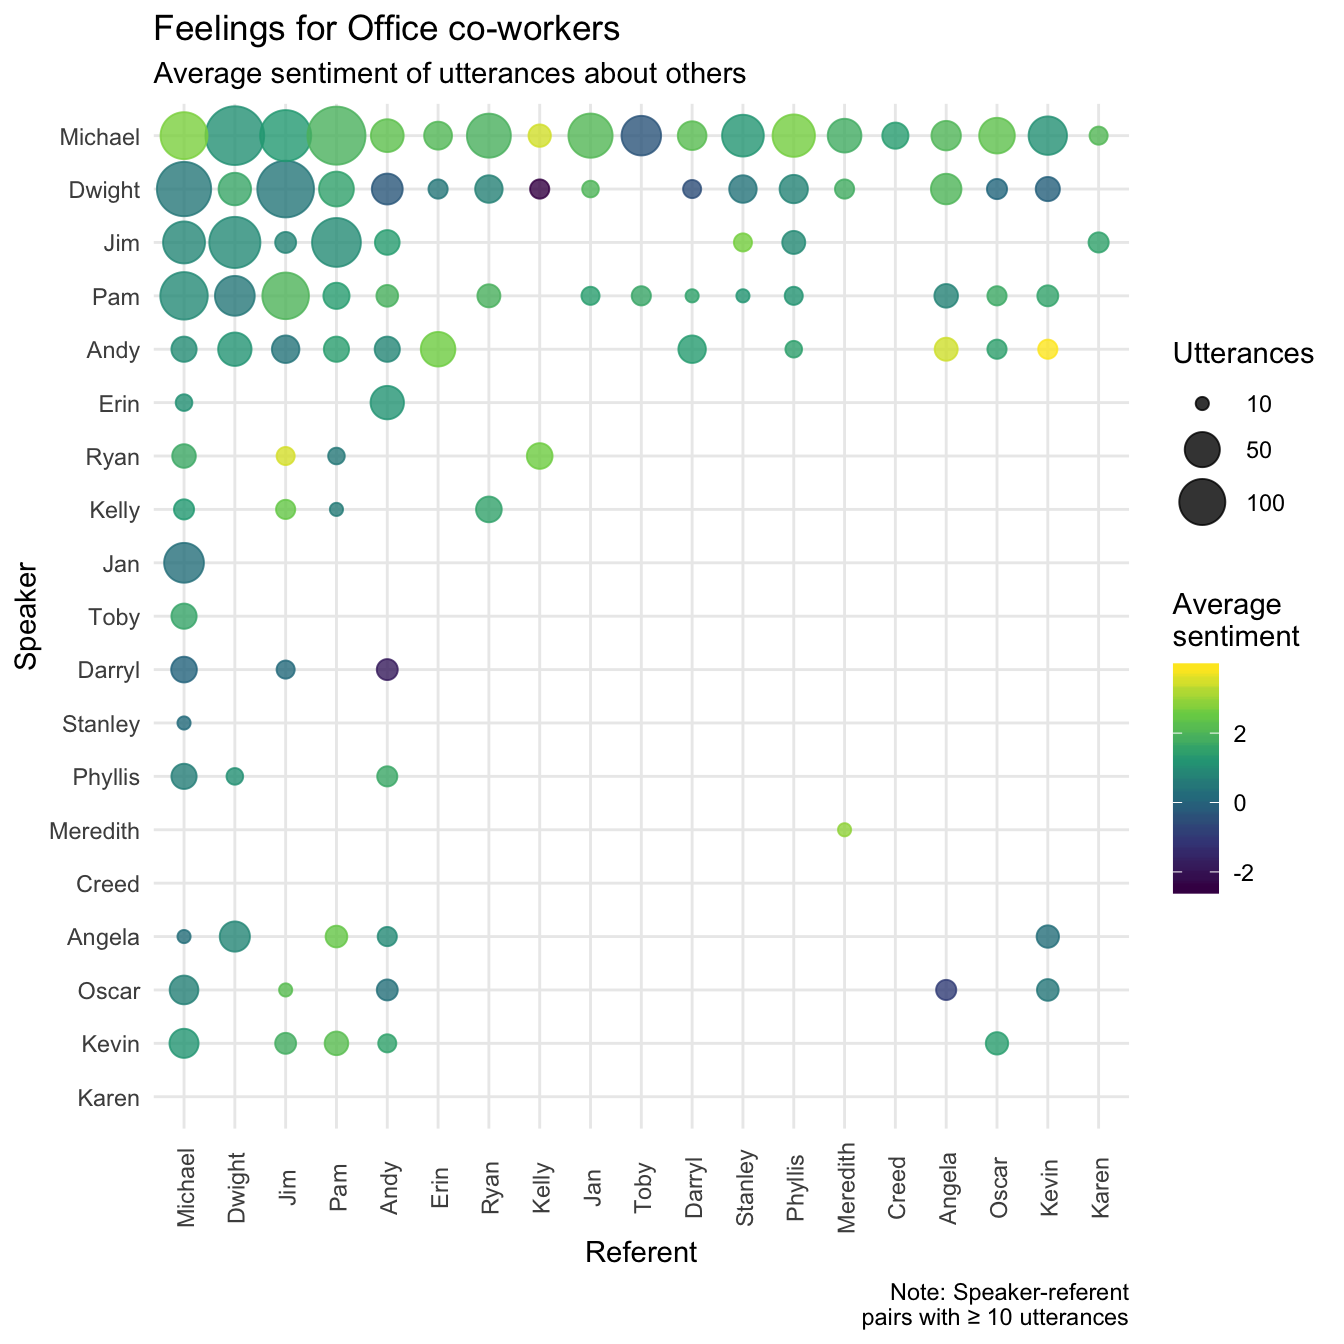 Feelings for Office co-workers
Average sentiment of utterances about others
Speaker
Michael
Dwight
Jim
Pam
Andy
Erin
Ryan
Kelly
Jan
Toby
Darryl
Stanley
Phyllis
Meredith
Creed
Angela
Oscar
Kevin
Karen
Michael
Dwight
Jim
Pam
Andy
Erin
Ryan
Kelly
Jan
Toby
Darryl
Stanley
Phyllis
Meredith
Creed
Angela
Oscar
Kevin
Karen
Referent
Utterances
10
50
100
Average
sentiment
2
0
-2
Note: Speaker-referent
pairs with ≥ 10 utterances